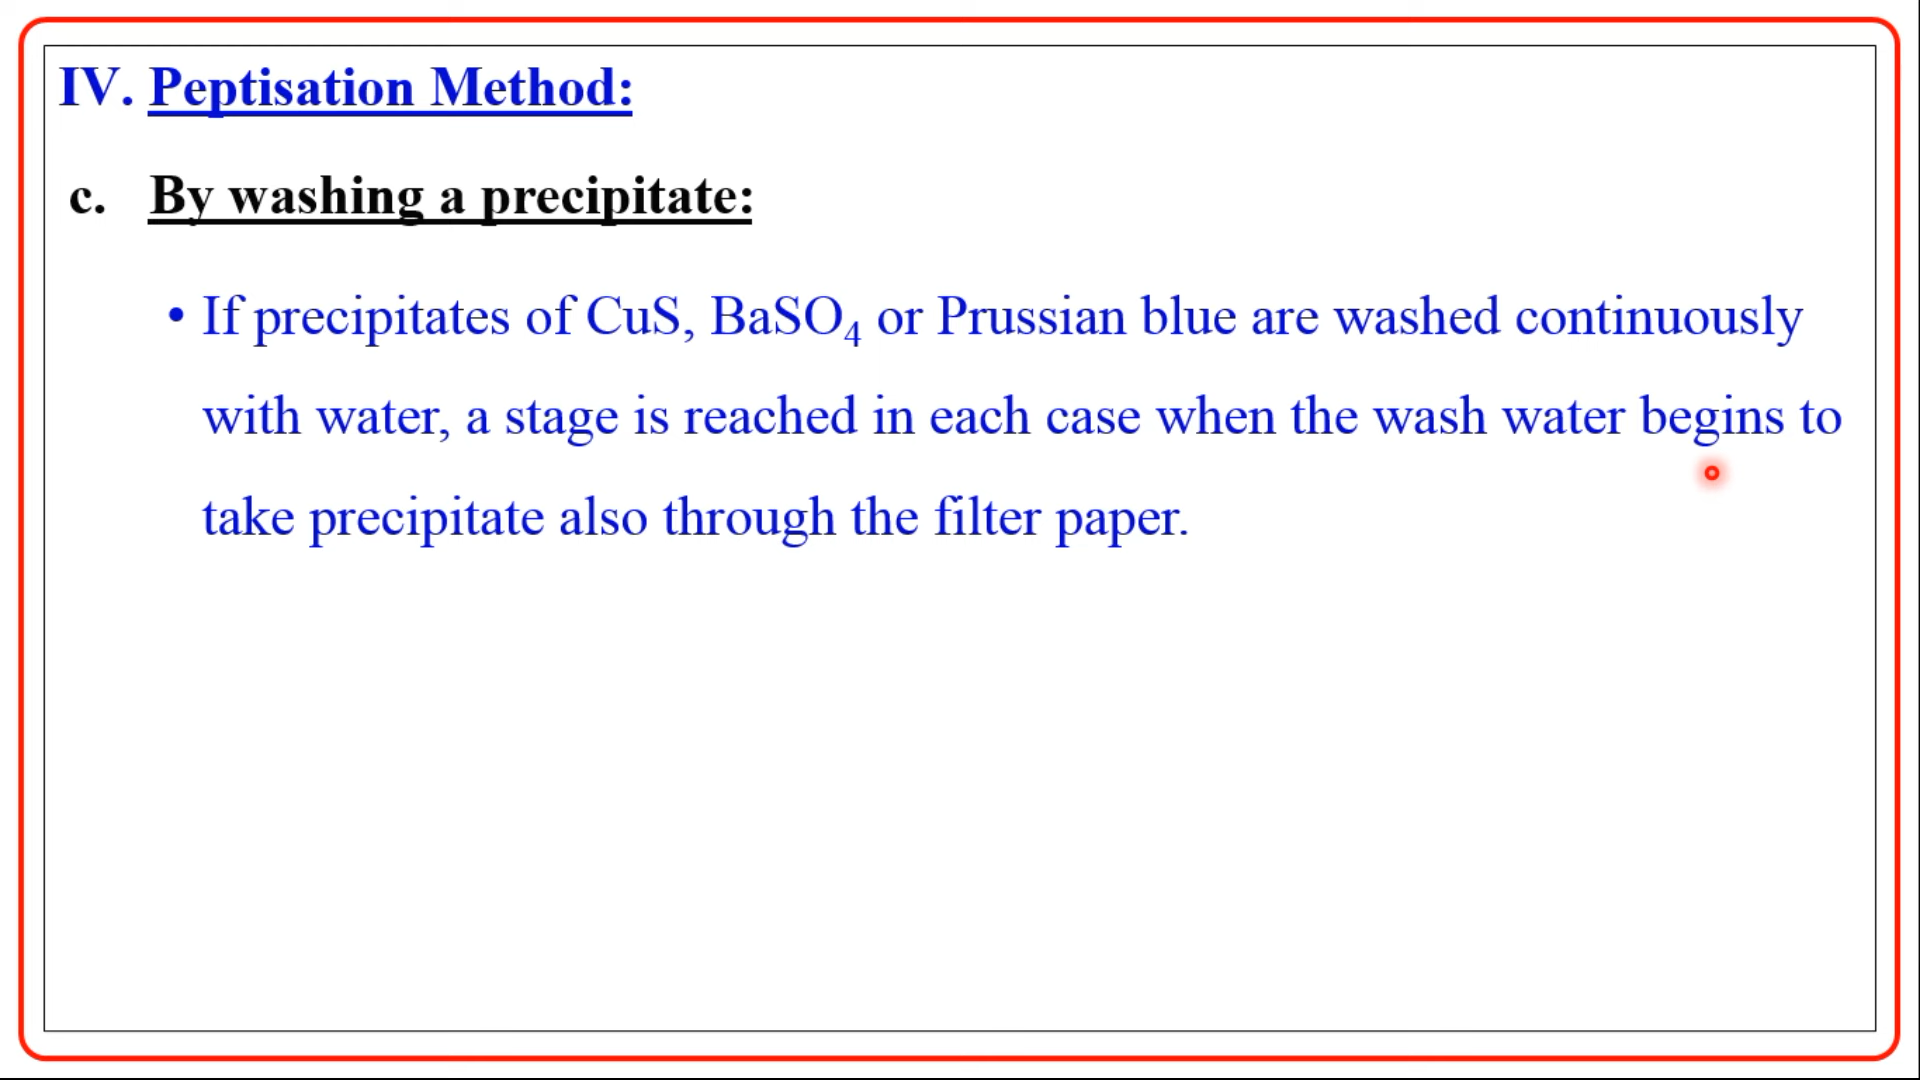 IV. Peptisation Method:
c. By washing a precipitate:
• If precipitates of CuS, BaSO₄ or Prussian blue are washed continuously
with water, a stage is reached in each case when the wash water begins to
take precipitate also through the filter paper.